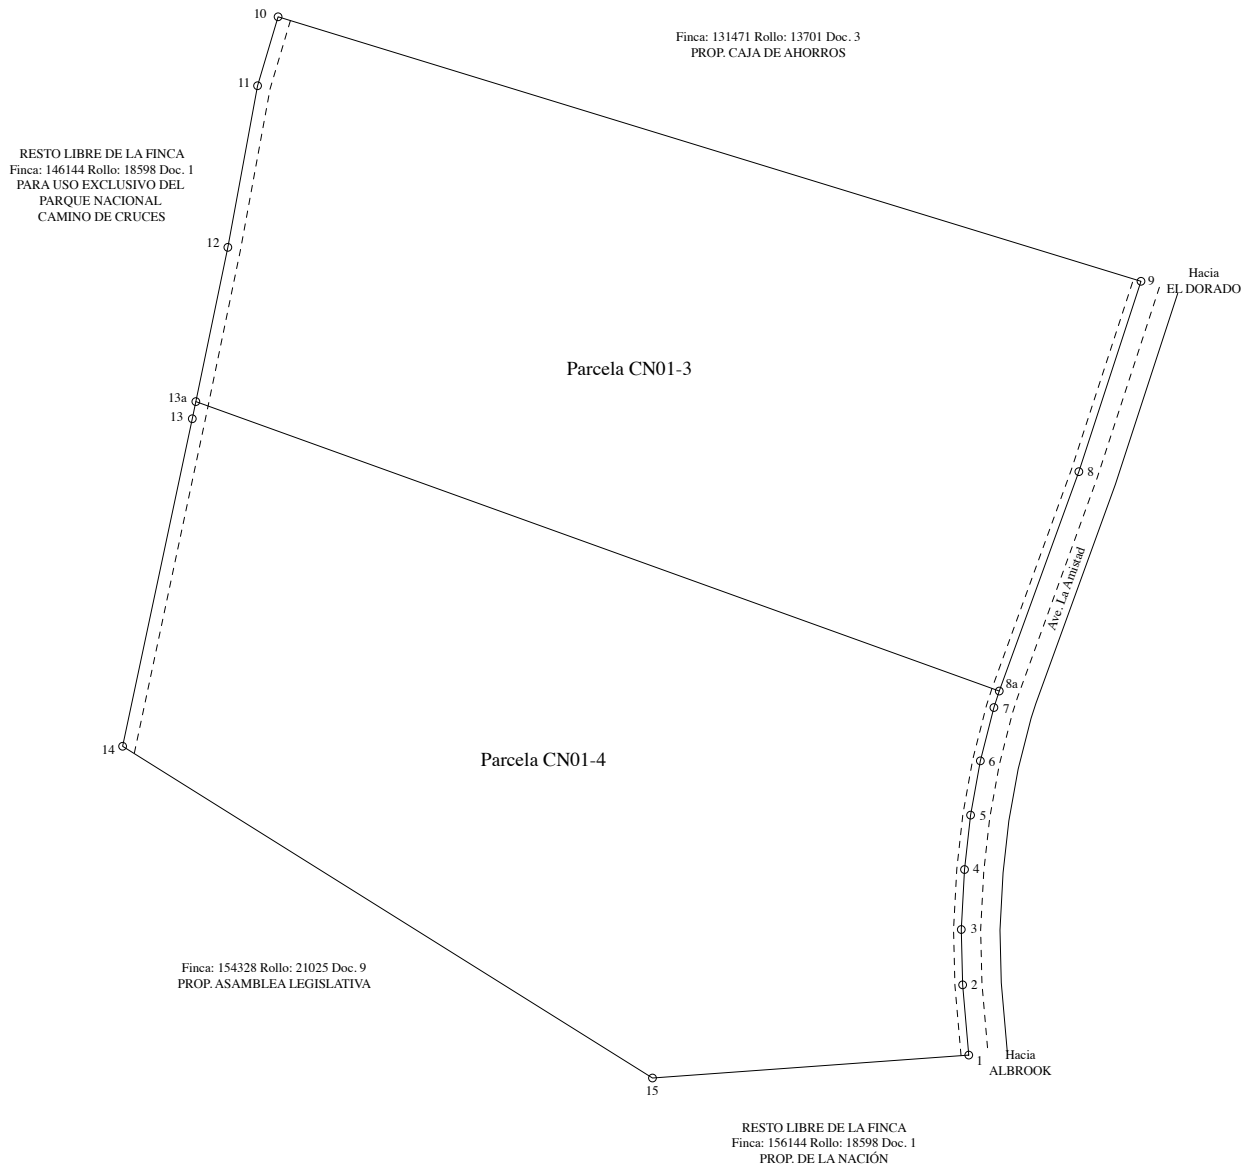 10
Finca: 131471 Rollo: 13701 Doc. 3
PROP. CAJA DE AHORROS
11
RESTO LIBRE DE LA FINCA
Finca: 146144 Rollo: 18598 Doc. 1
PARA USO EXCLUSIVO DEL
PARQUE NACIONAL
CAMINO DE CRUCES
12
9
Hacia
EL DORADO
Parcela CN01-3
13a
13
8
Ave. La Amistad
8a
7
14
Parcela CN01-4
6
5
4
3
Finca: 154328 Rollo: 21025 Doc. 9
PROP. ASAMBLEA LEGISLATIVA
2
1
Hacia
ALBROOK
15
RESTO LIBRE DE LA FINCA
Finca: 156144 Rollo: 18598 Doc. 1
PROP. DE LA NACIÓN